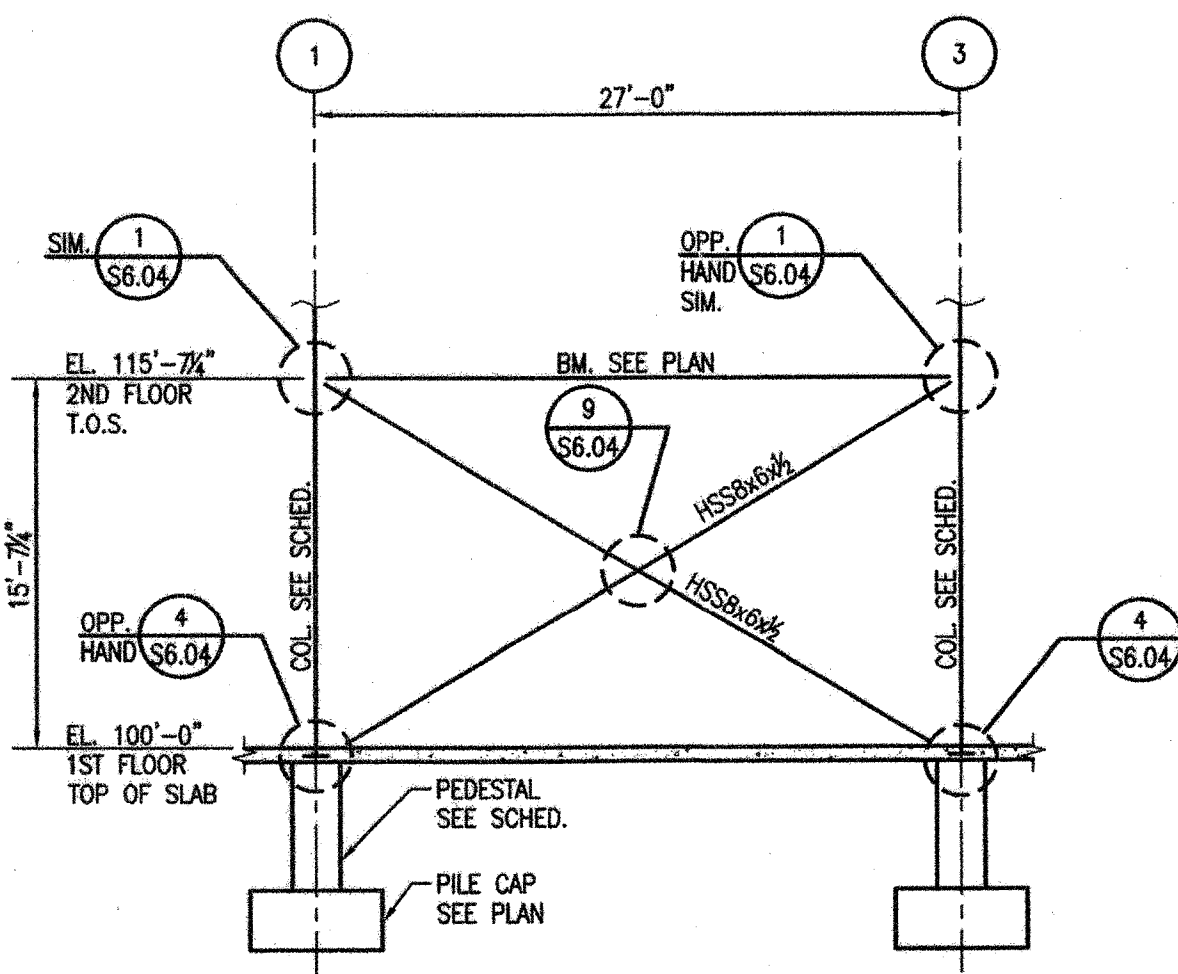 1
3
27'-0"
SIM.
1
S6.04
OPP.
HAND
SIM.
1
S6.04
EL. 115'-7¼"
2ND FLOOR
T.O.S.
BM. SEE PLAN
9
S6.04
HSS8x6x½
HSS8x6x½
15'-7¼"
COL. SEE SCHED.
COL. SEE SCHED.
OPP.
HAND
4
S6.04
4
S6.04
EL. 100'-0"
1ST FLOOR
TOP OF SLAB
PEDESTAL
SEE SCHED.
PILE CAP
SEE PLAN